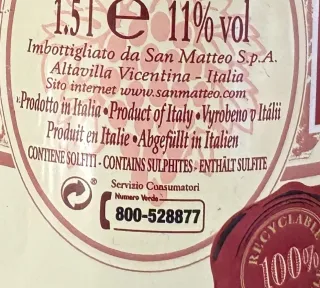 1.5 l e 11% vol
Imbottigliato da San Matteo S.p.A.
Altavilla Vicentina - Italia
Sito internet www.sanmatteo.com
Prodotto in Italia • Product of Italy • Vyrobeno v Itálii
Produit en Italie • Abgefüllt in Italien
CONTIENE SOLFITI - CONTAINS SULPHITES - ENTHÄLT SULFITE
Servizio Consumatori
Numero Verde
800-528877
RECYCLABLE
100%